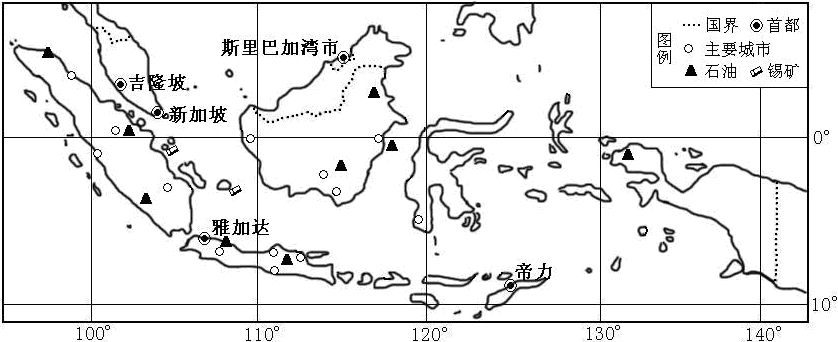 图例
国界 首都
主要城市
石油 锡矿
斯里巴加湾市
吉隆坡
新加坡
0°
雅加达
帝力
10°
100° 110° 120° 130° 140°